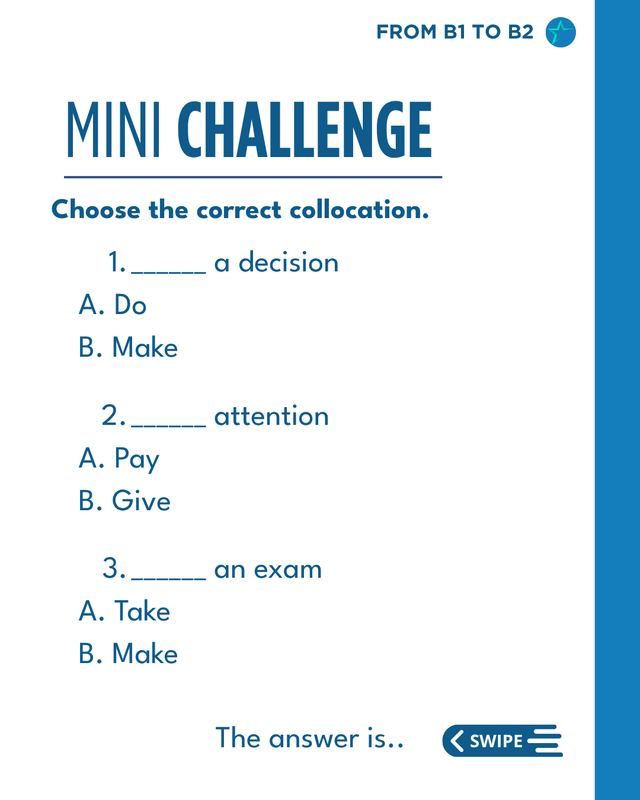 FROM B1 TO B2
MINI CHALLENGE
Choose the correct collocation.
1. ______ a decision
A. Do
B. Make
2. ______ attention
A. Pay
B. Give
3. ______ an exam
A. Take
B. Make
The answer is..
SWIPE